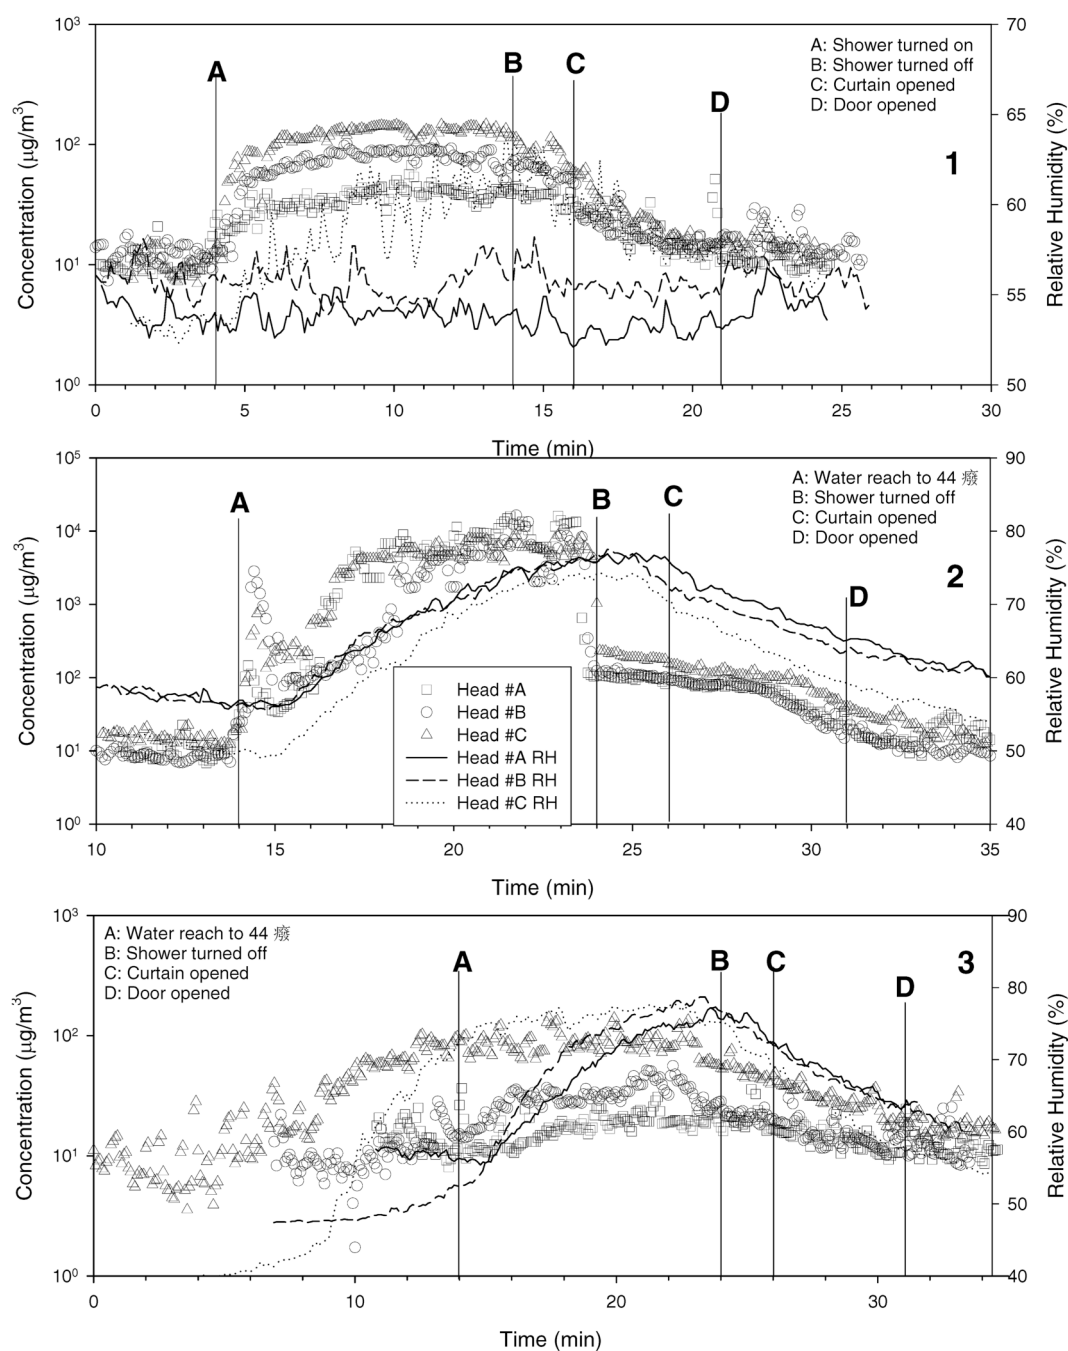 10³
70
A: Shower turned on
B: Shower turned off
C: Curtain opened
D: Door opened
A
B
C
D
1
65
10²
60
10¹
55
10⁰
50
Concentration (μg/m³)
Relative Humidity (%)
0
5
10
15
20
25
30
Time (min)
10⁵
90
A: Water reach to 44 癈
B: Shower turned off
C: Curtain opened
D: Door opened
A
B
C
D
2
10⁴
80
10³
70
10²
60
10¹
50
10⁰
40
Concentration (μg/m³)
Relative Humidity (%)
Head #A
Head #B
Head #C
Head #A RH
Head #B RH
Head #C RH
10
15
20
25
30
35
Time (min)
10³
90
A: Water reach to 44 癈
B: Shower turned off
C: Curtain opened
D: Door opened
A
B
C
D
3
80
10²
70
60
10¹
50
10⁰
40
Concentration (μg/m³)
Relative Humidity (%)
0
10
20
30
Time (min)